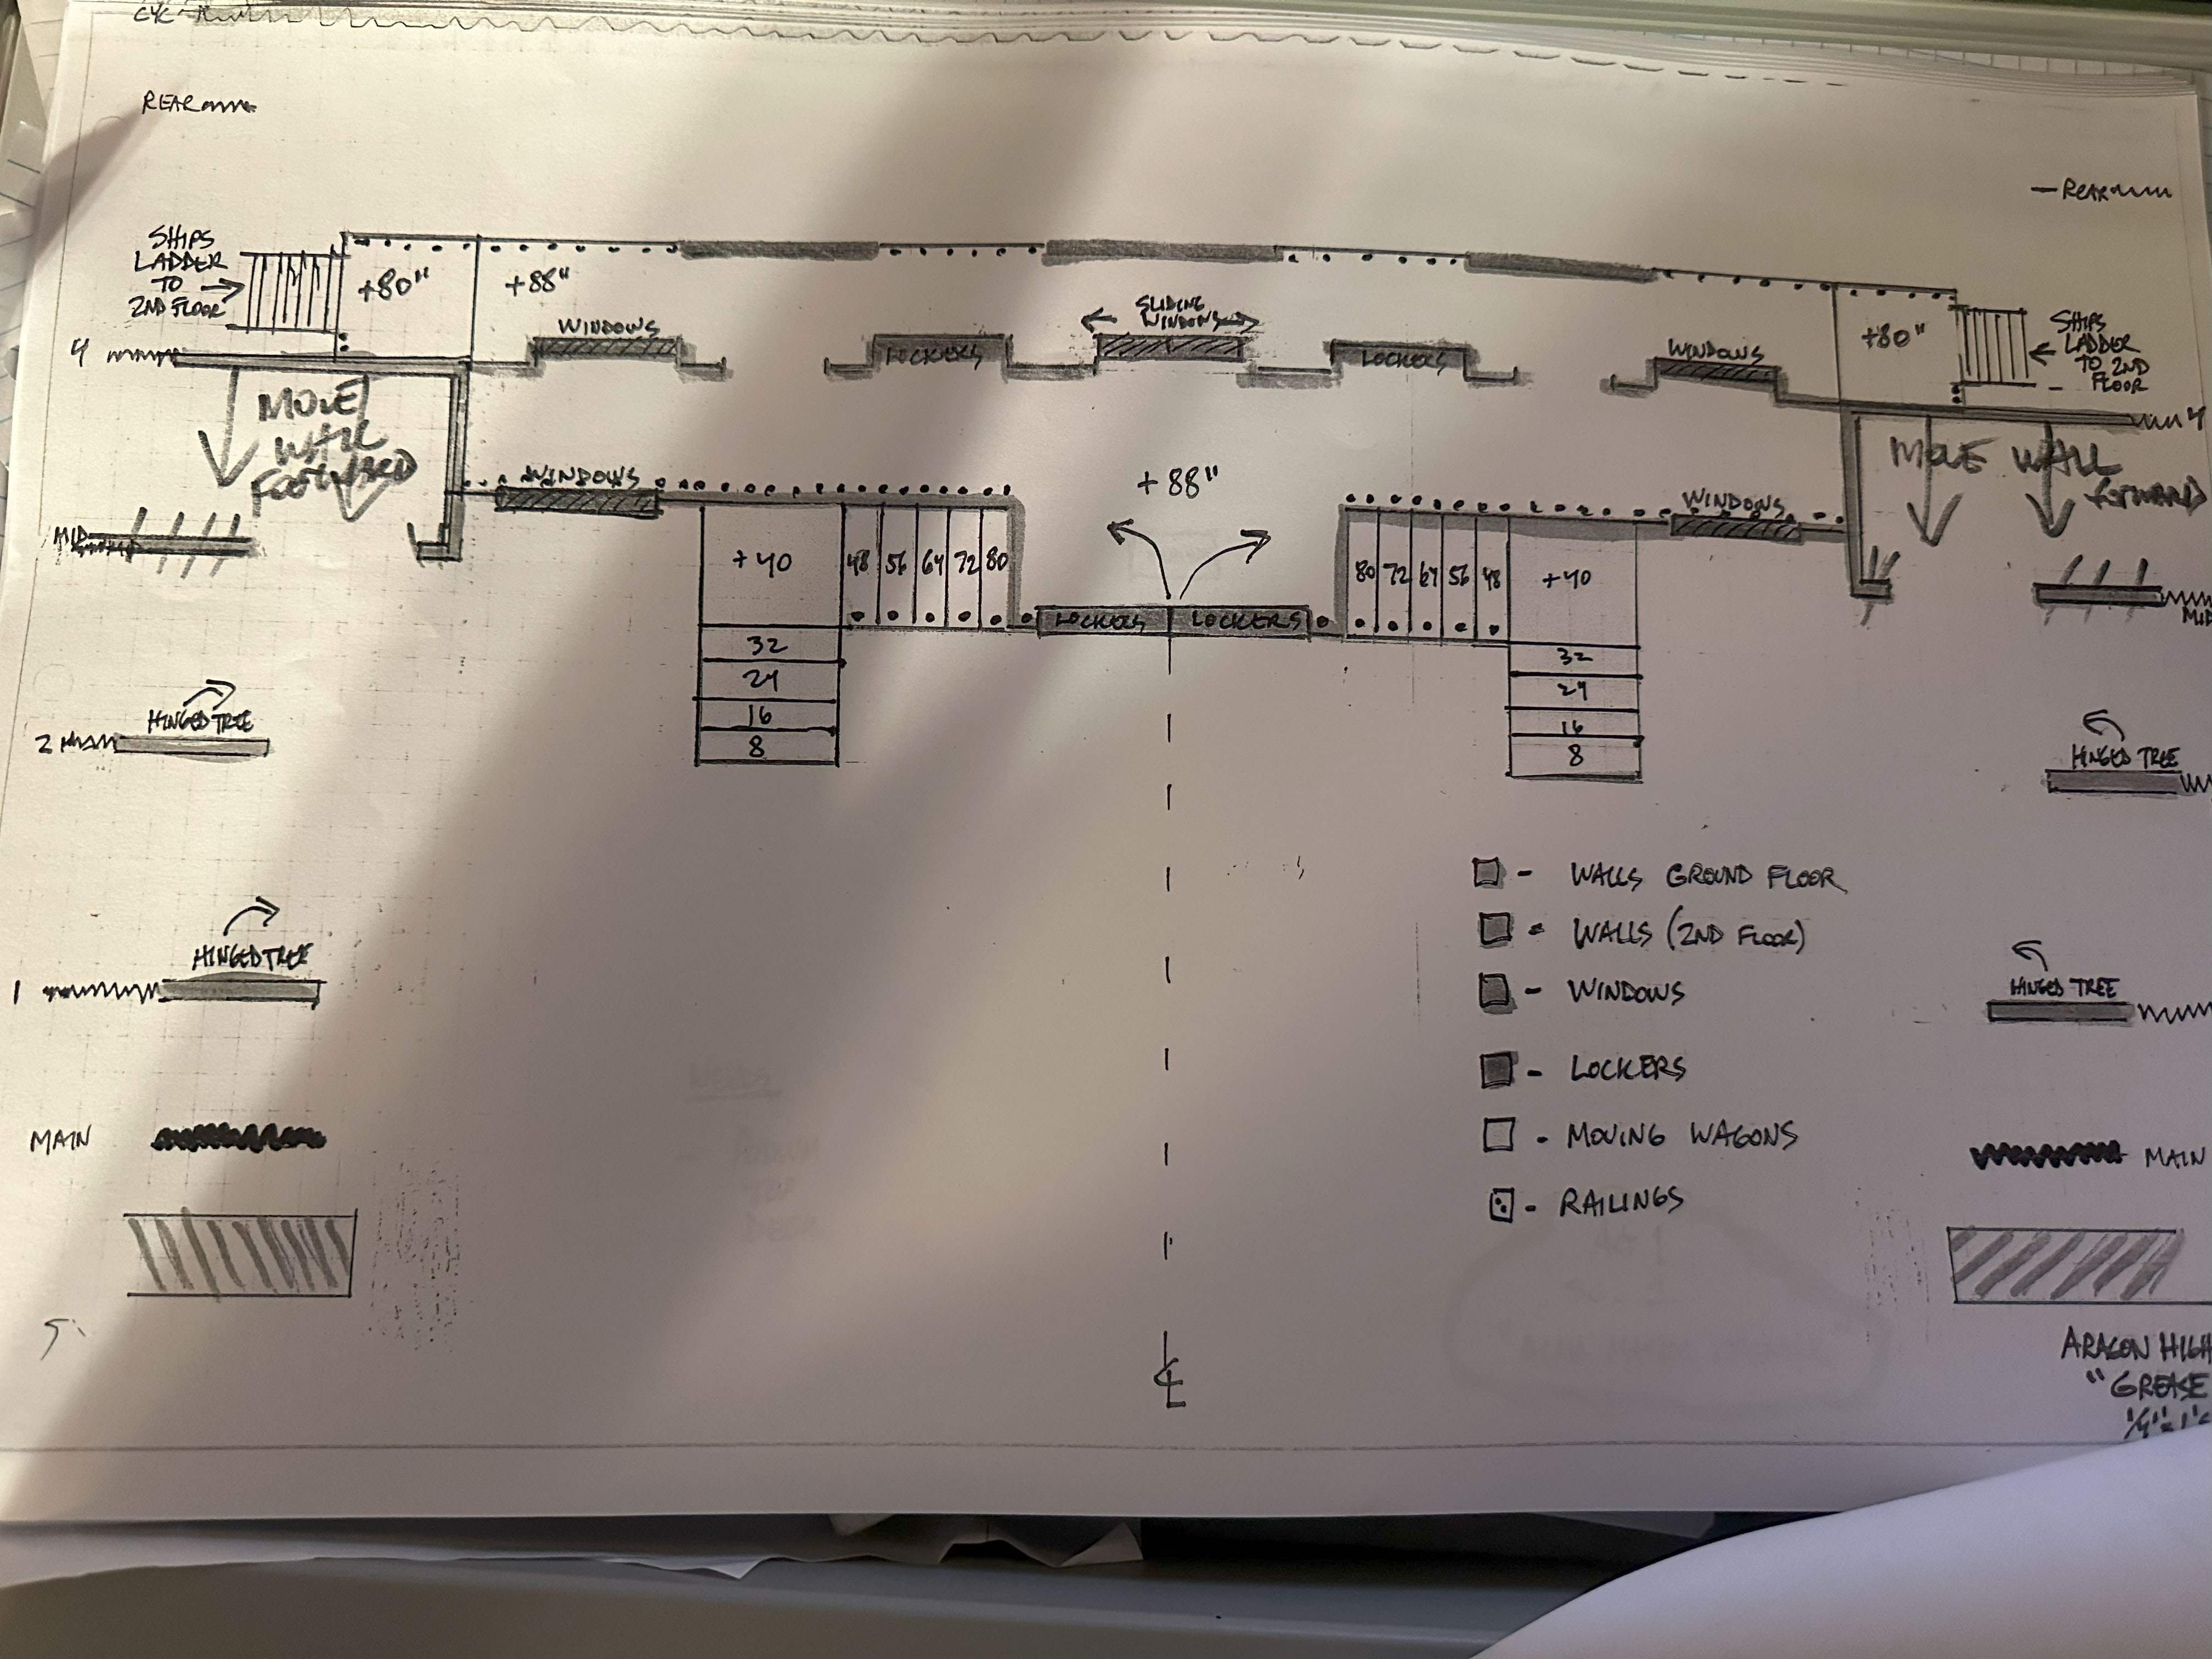 CYC
REAR
REAR
SHIPS
LADDER
TO
2ND FLOOR
+80"
+88"
WINDOWS
LOCKERS
SLIDING
WINDOWS
LOCKERS
WINDOWS
+80"
SHIPS
LADDER
TO 2ND
FLOOR
4
4
MOVE
WALL
FORWARD
MOVE WALL
FORWARD
WINDOWS
+88"
WINDOWS
MID
MID
+40
48 56 64 72 80
80 72 64 56 48
+40
LOCKERS LOCKERS
32
24
16
8
32
24
16
8
2
HINGED TREE
HINGED TREE
1
HINGED TREE
HINGED TREE
- WALLS GROUND FLOOR
- WALLS (2ND FLOOR)
- WINDOWS
- LOCKERS
- MOVING WAGONS
- RAILINGS
MAIN
MAIN
℄
ARAGON HIGH
"GREASE
1/4"=1'